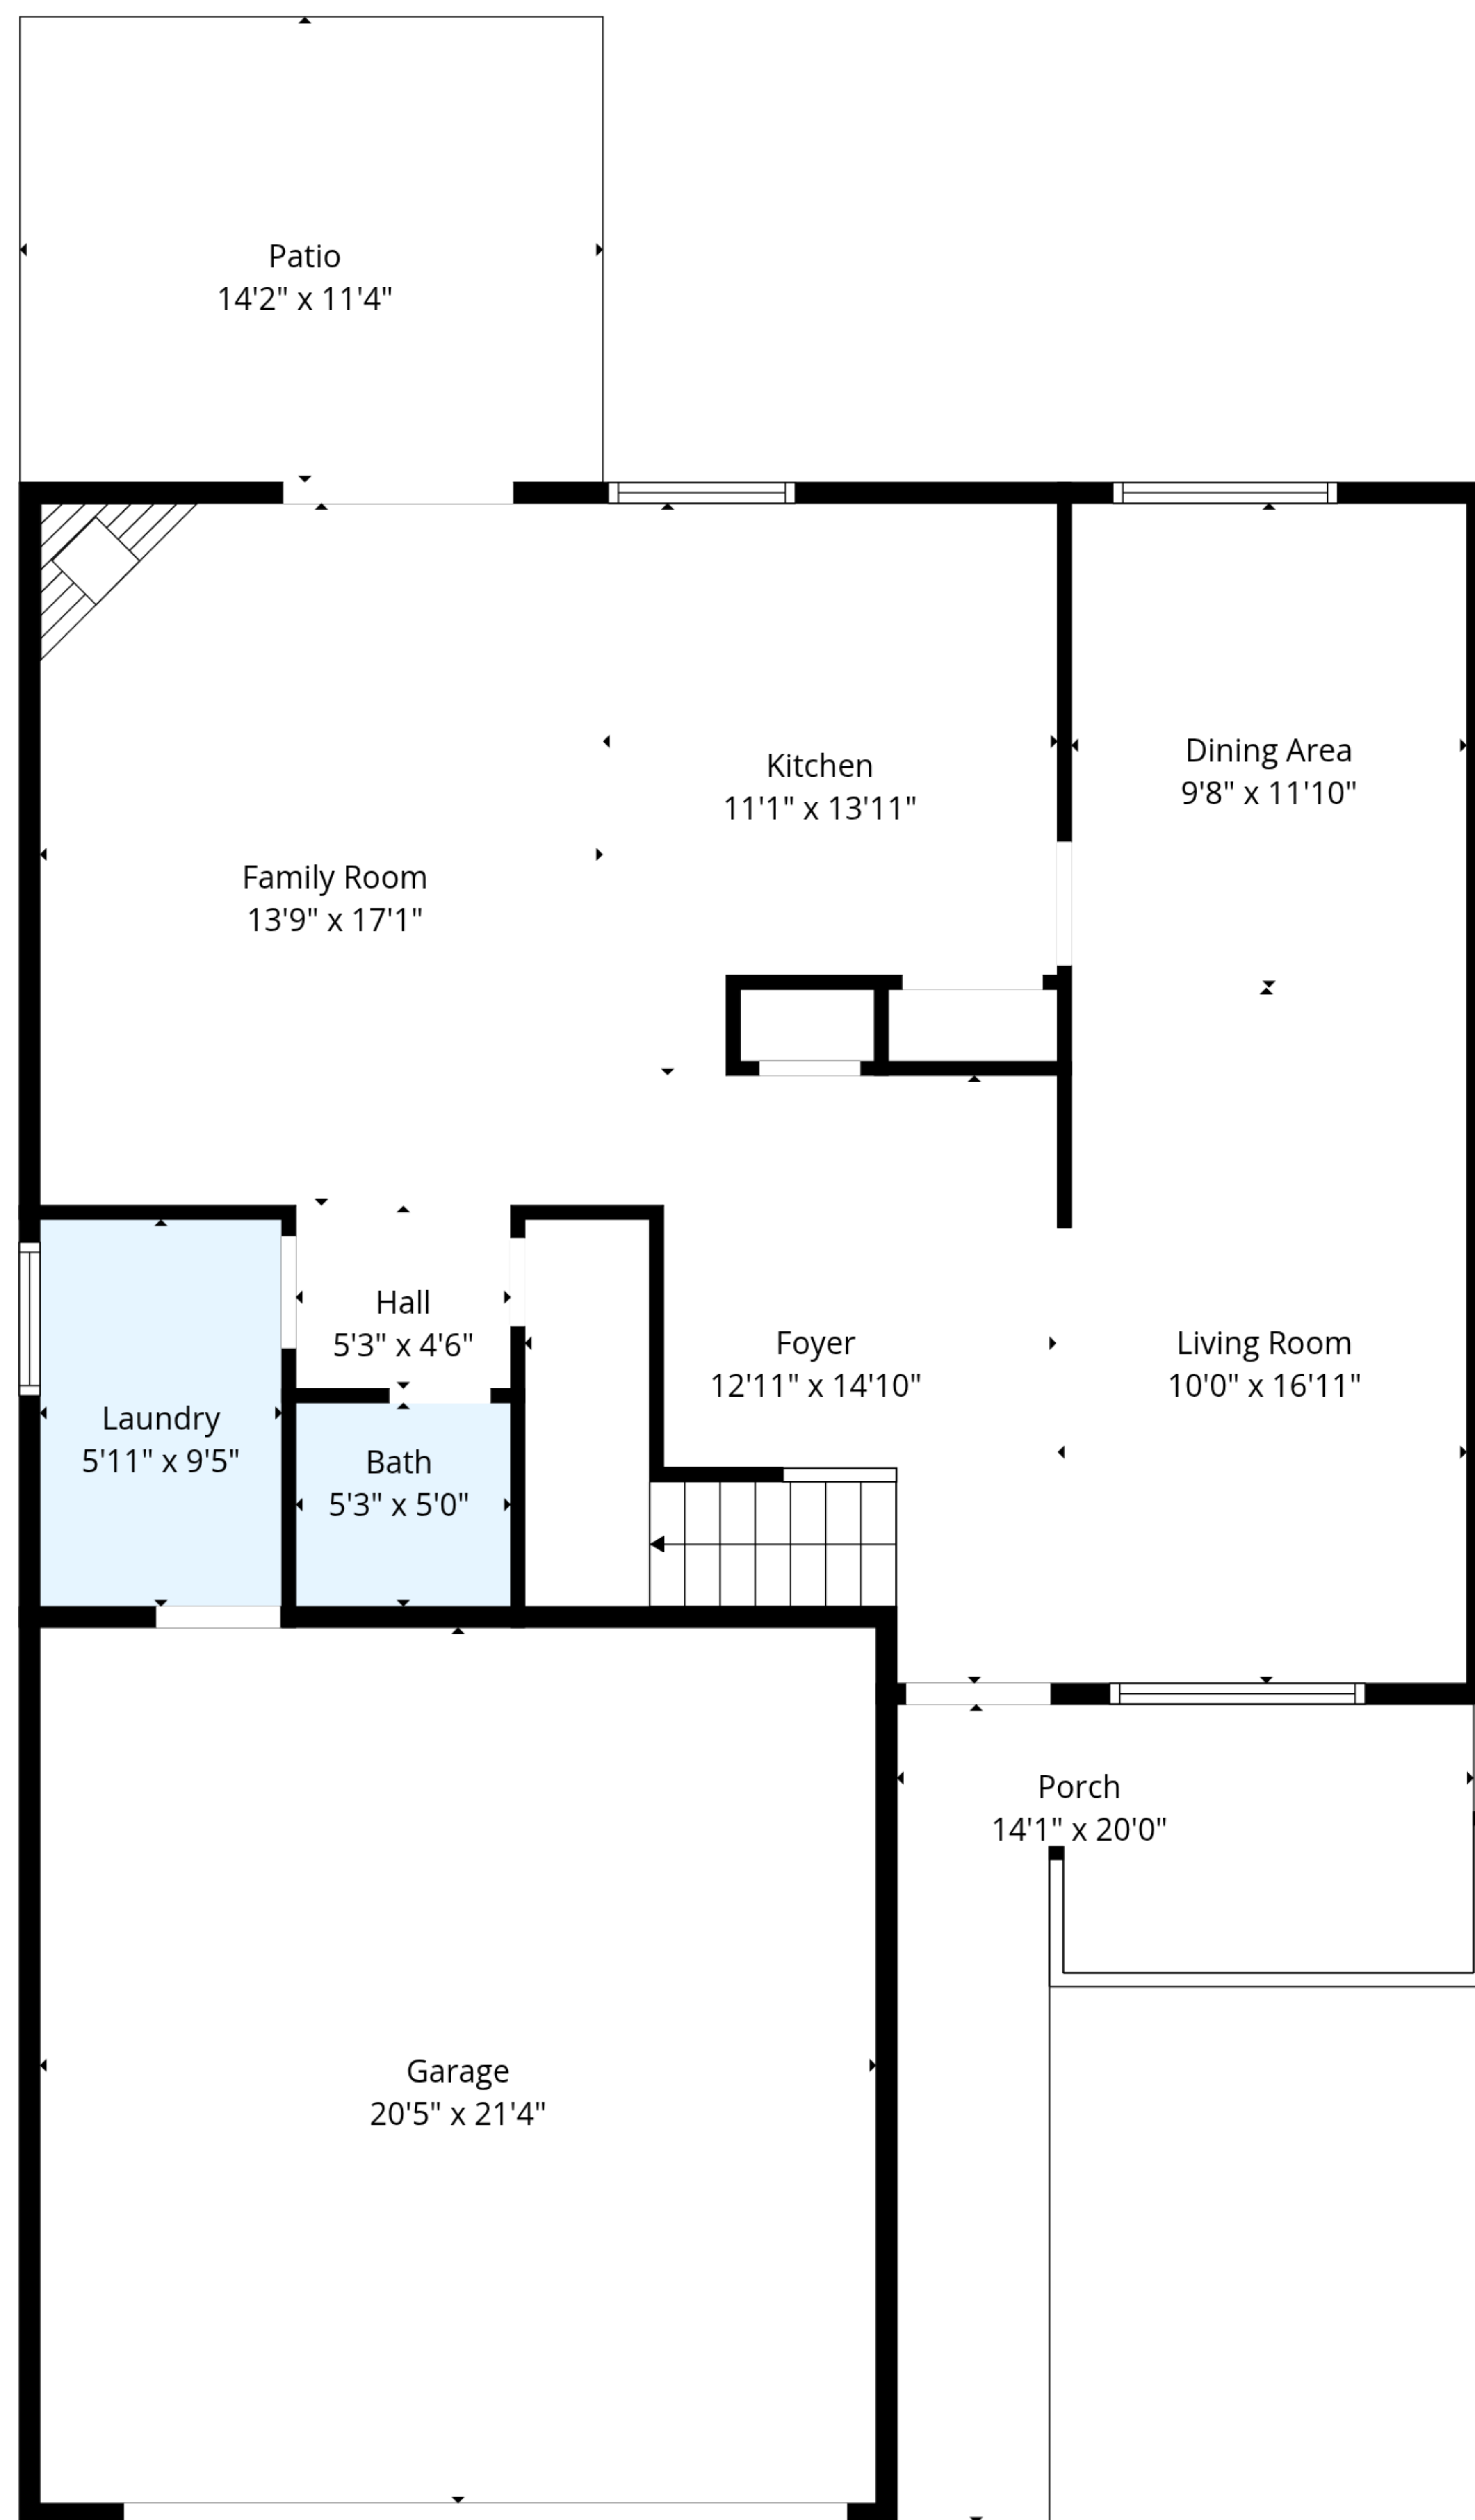 Patio
14'2" x 11'4"
Kitchen
11'1" x 13'11"
Dining Area
9'8" x 11'10"
Family Room
13'9" x 17'1"
Hall
5'3" x 4'6"
Foyer
12'11" x 14'10"
Living Room
10'0" x 16'11"
Laundry
5'11" x 9'5"
Bath
5'3" x 5'0"
Porch
14'1" x 20'0"
Garage
20'5" x 21'4"